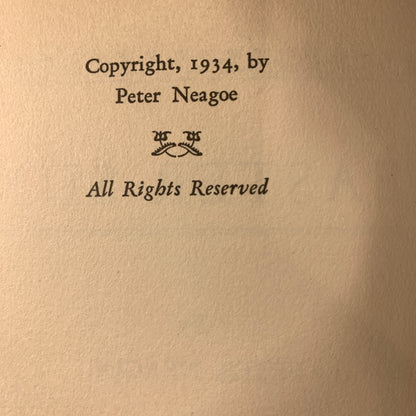 Copyright, 1934, by
Peter Neagoe
All Rights Reserved